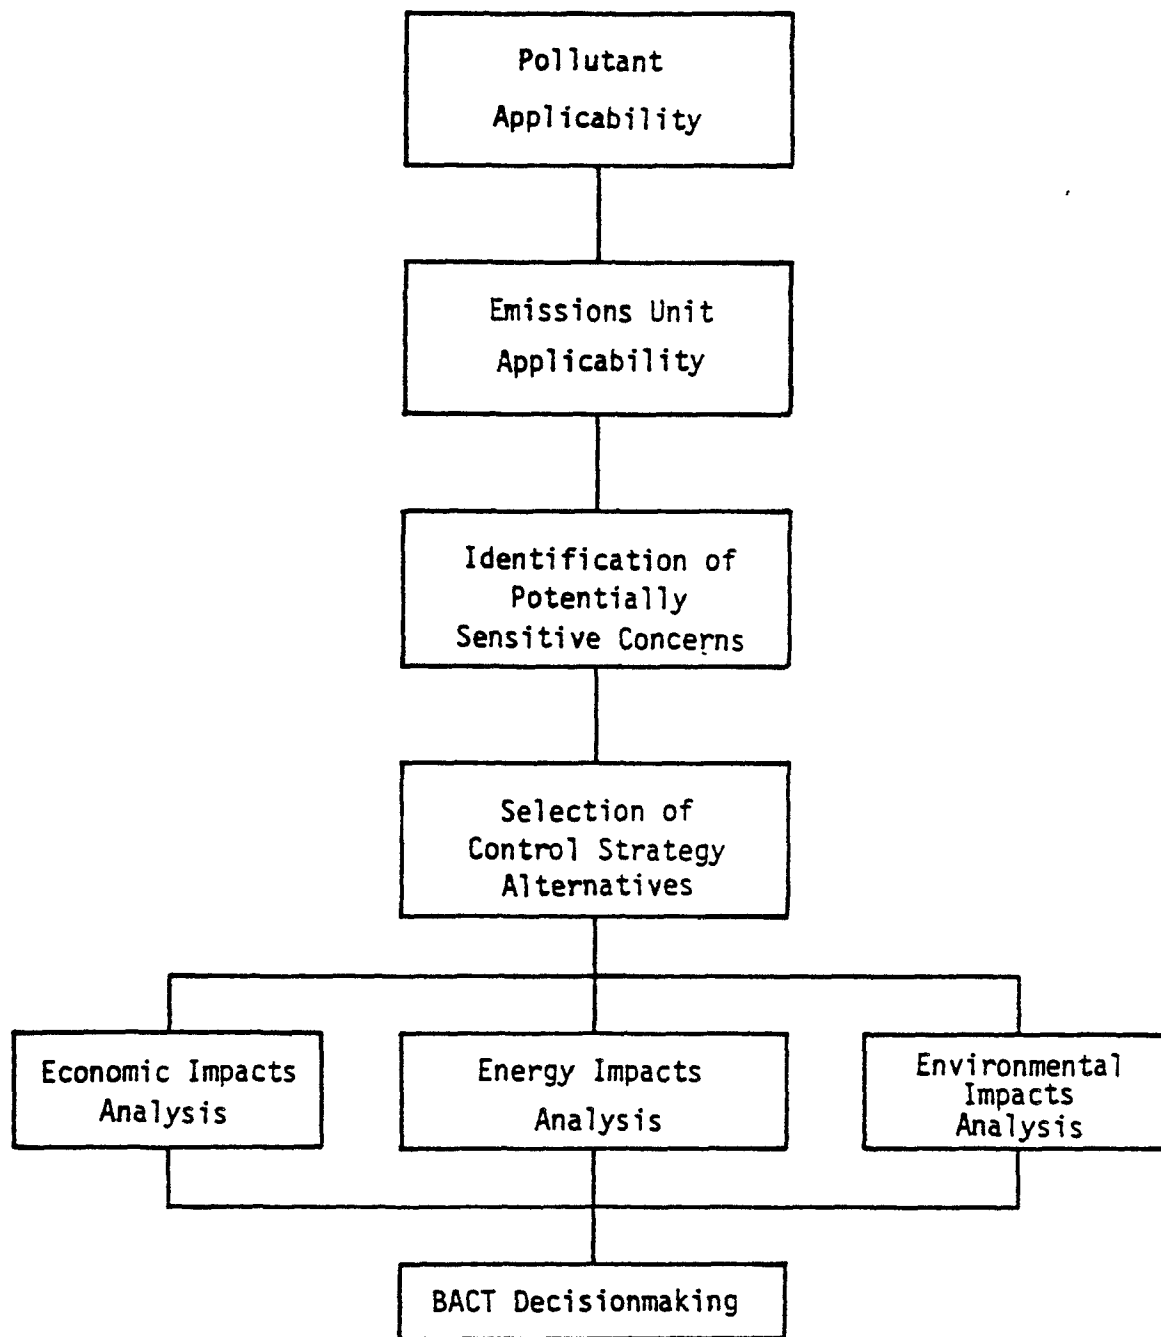 Pollutant
Applicability
Emissions Unit
Applicability
Identification of
Potentially
Sensitive Concerns
Selection of
Control Strategy
Alternatives
Economic Impacts
Analysis
Energy Impacts
Analysis
Environmental
Impacts
Analysis
BACT Decisionmaking